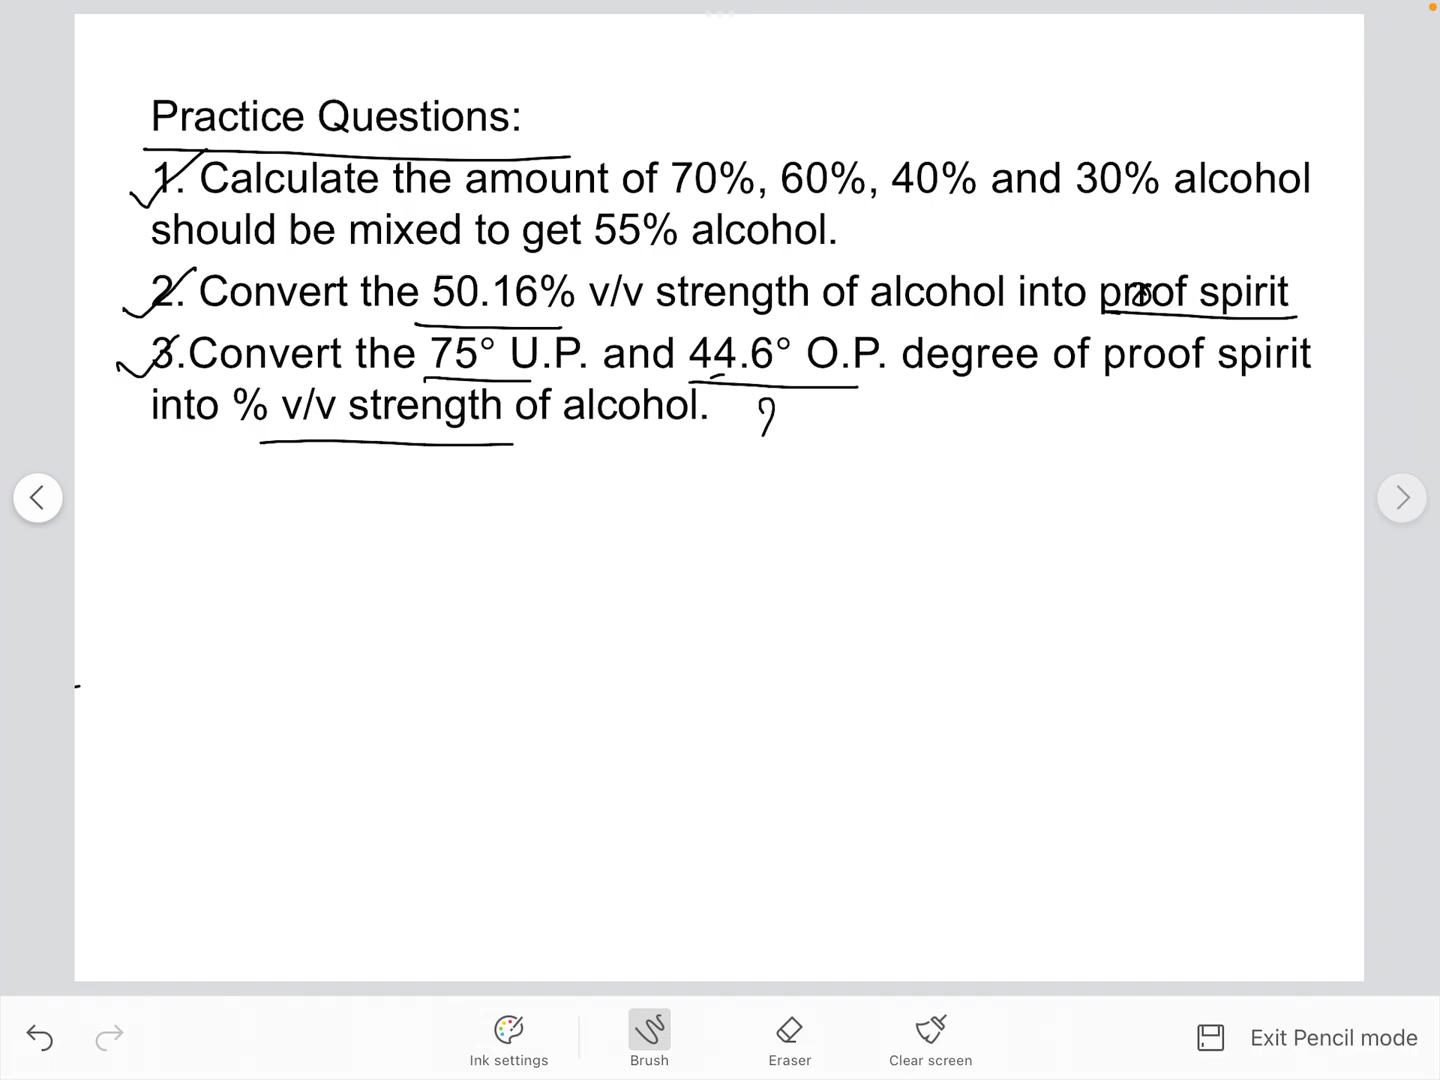 Practice Questions:
1. Calculate the amount of 70%, 60%, 40% and 30% alcohol
should be mixed to get 55% alcohol.
2. Convert the 50.16% v/v strength of alcohol into proof spirit
3.Convert the 75° U.P. and 44.6° O.P. degree of proof spirit
into % v/v strength of alcohol. ?
Ink settings
Brush
Eraser
Clear screen
Exit Pencil mode